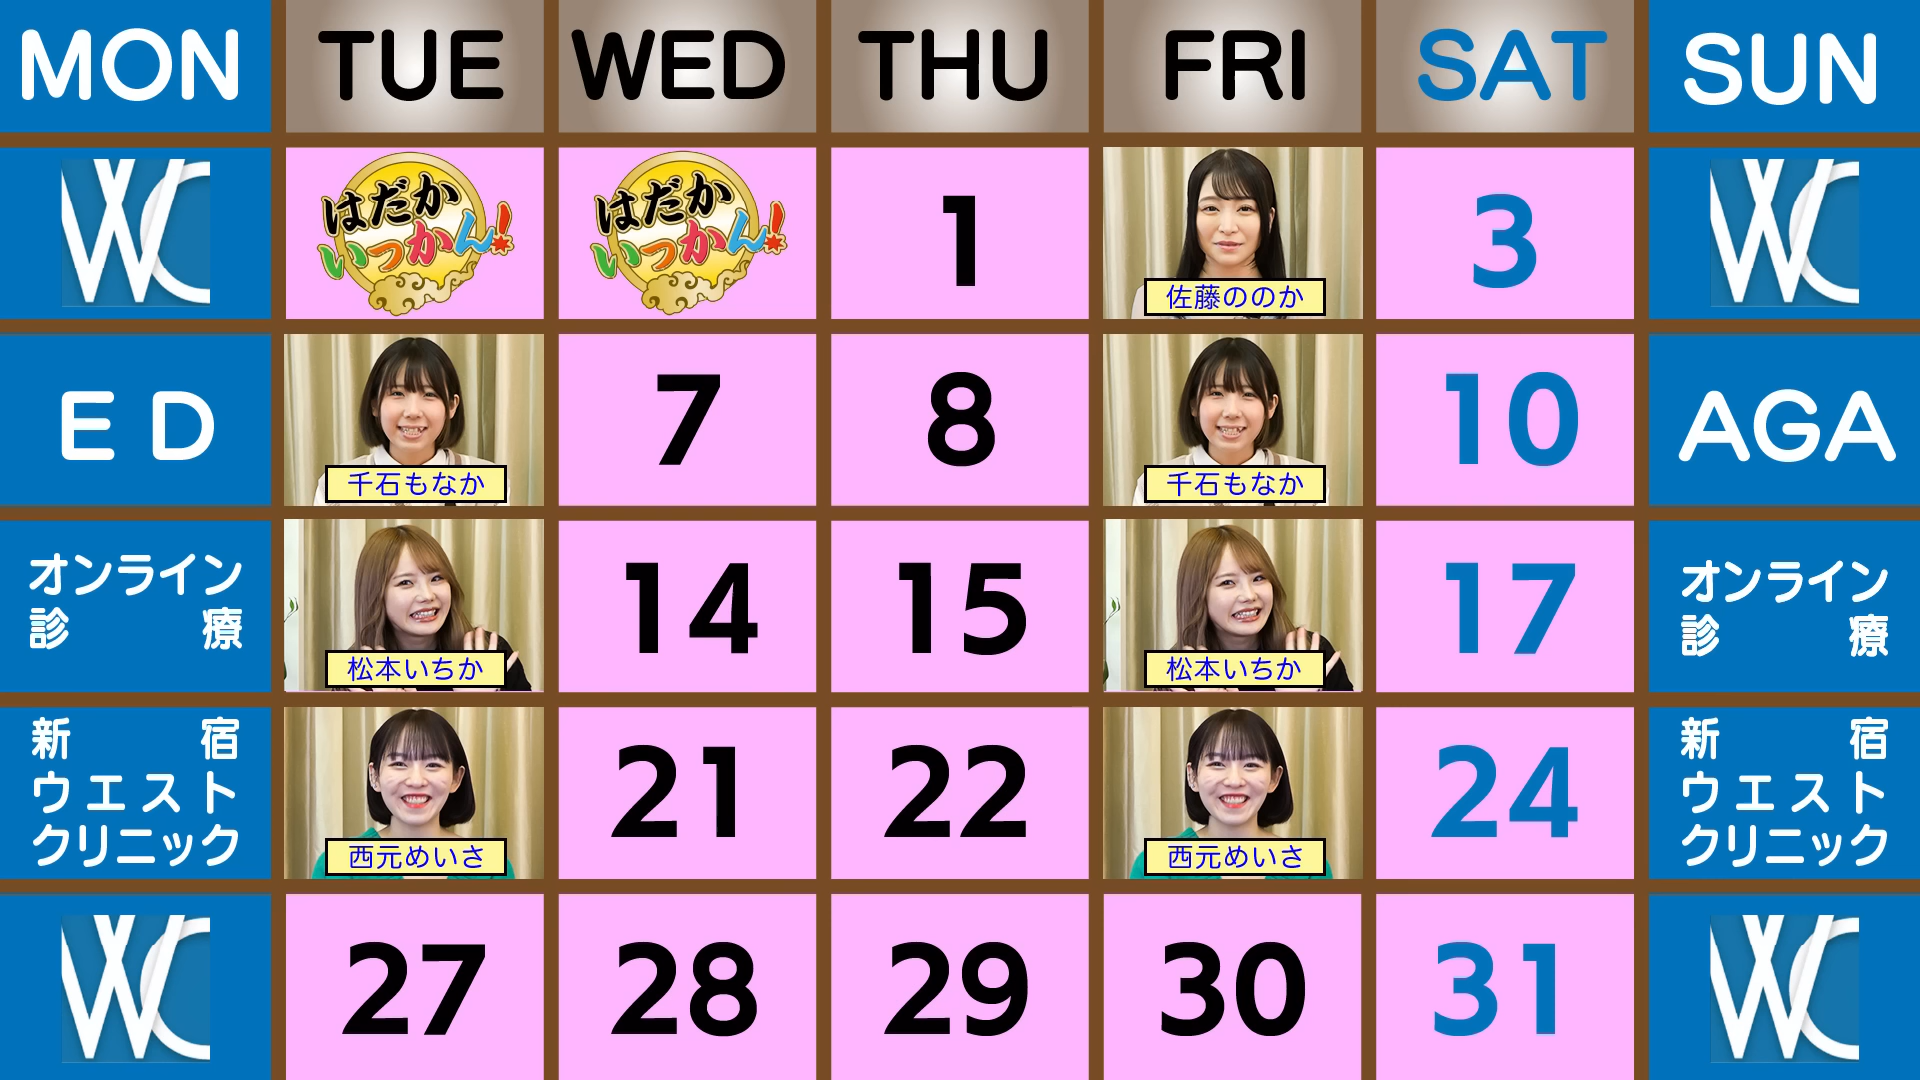 MON TUE WED THU FRI SAT SUN
WC はだか いっかん! はだか いっかん! 1 佐藤ののか 3 WC
ED 千石もなか 7 8 千石もなか 10 AGA
オンライン 診療 松本いちか 14 15 松本いちか 17 オンライン 診療
新宿 ウエスト クリニック 西元めいさ 21 22 西元めいさ 24 新宿 ウエスト クリニック
WC 27 28 29 30 31 WC